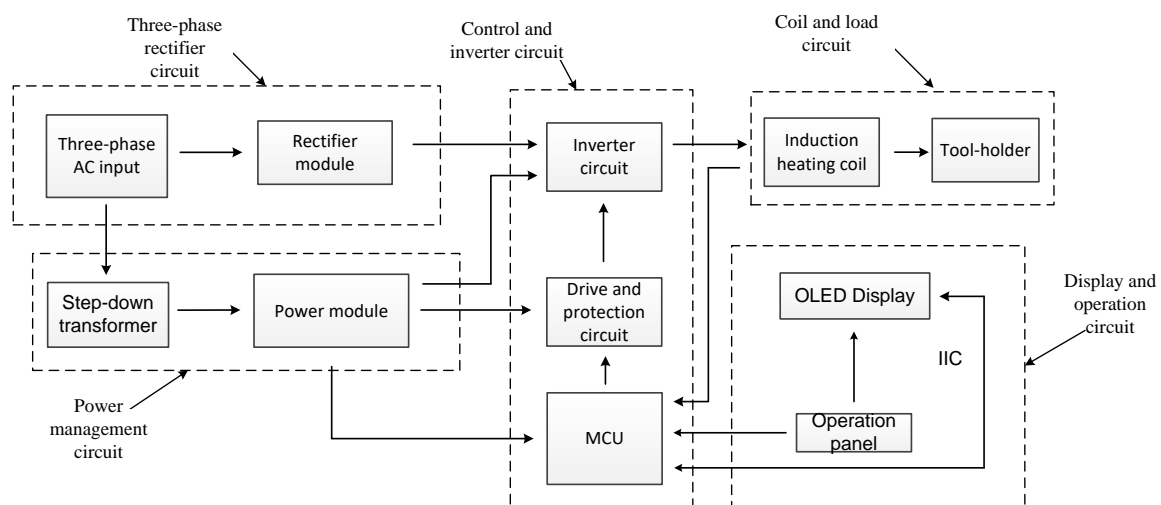 Three-phase
rectifier
circuit
Control and
inverter circuit
Coil and load
circuit
Three-phase
AC input
Rectifier
module
Inverter
circuit
Induction
heating coil
Tool-holder
Step-down
transformer
Power module
Drive and
protection
circuit
OLED Display
Display and
operation
circuit
IIC
Power
management
circuit
MCU
Operation
panel